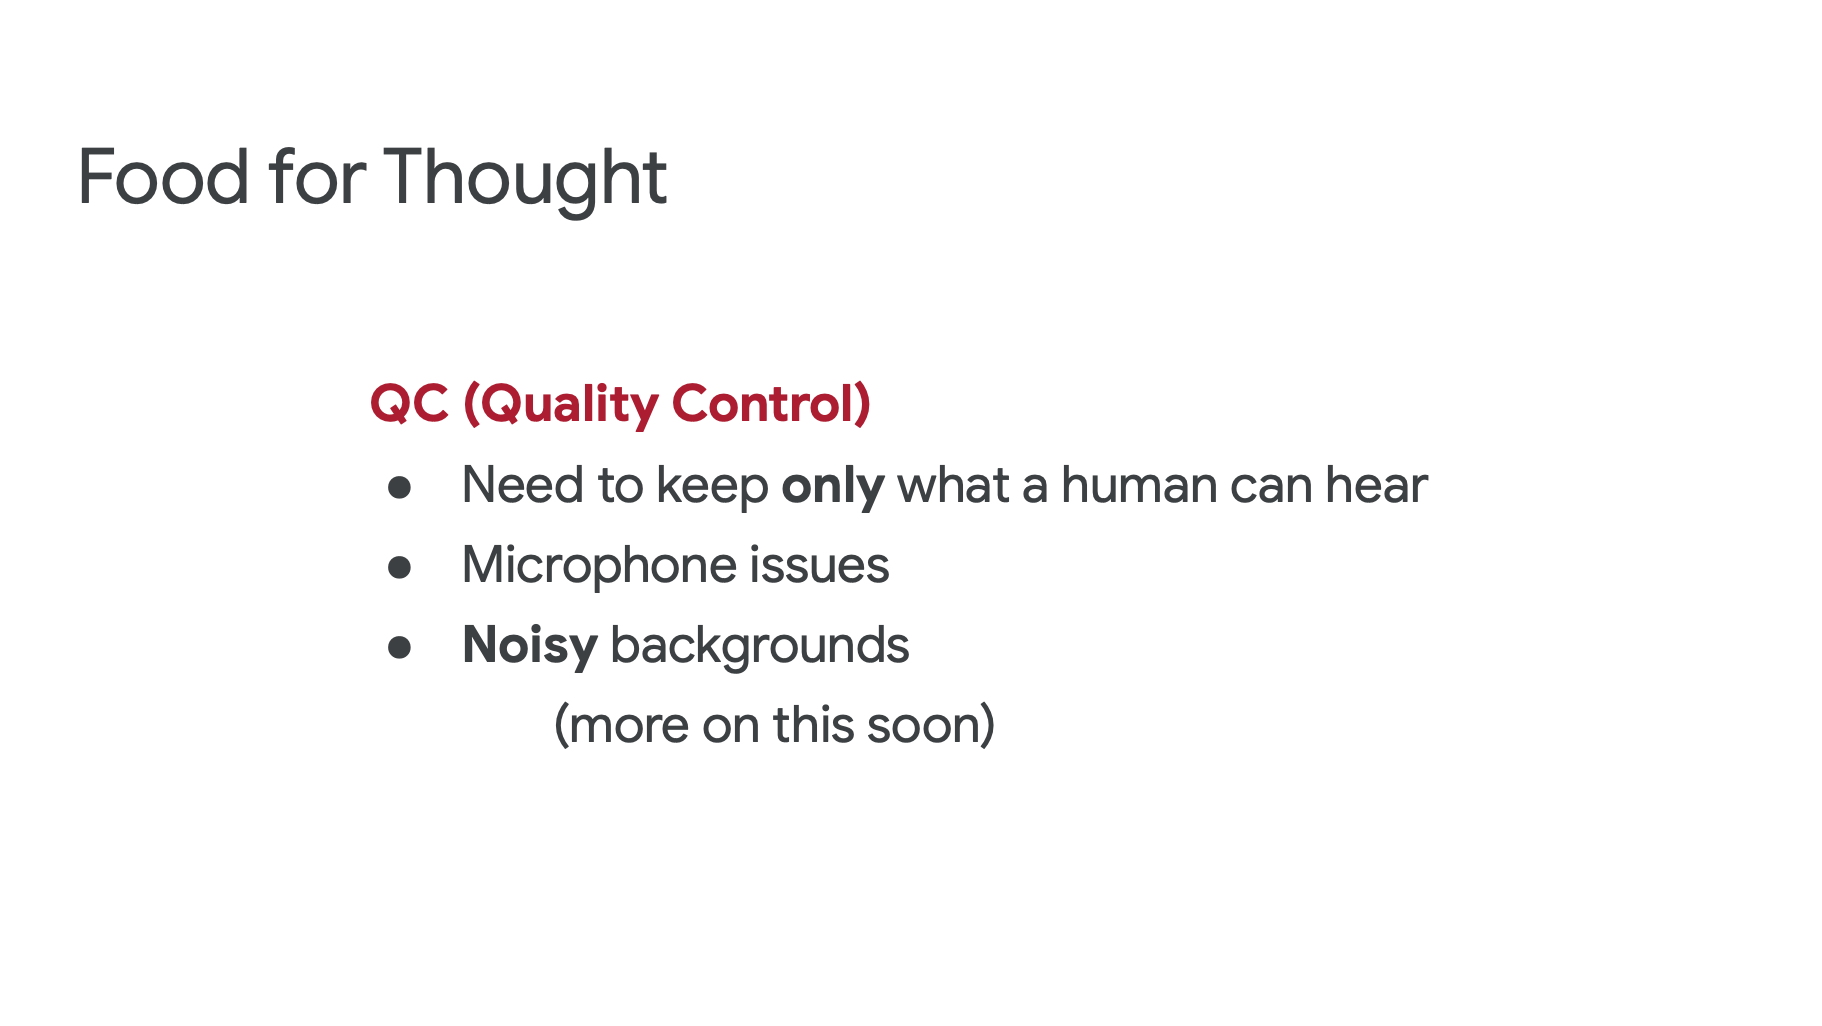 Food for Thought
QC (Quality Control)
● Need to keep only what a human can hear
● Microphone issues
● Noisy backgrounds
(more on this soon)